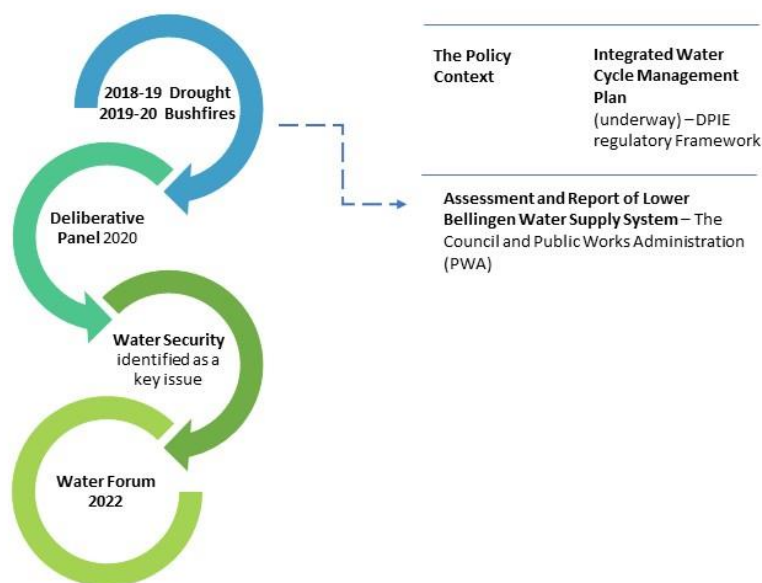 2018-19 Drought
2019-20 Bushfires
Deliberative
Panel 2020
Water Security
identified as a
key issue
Water Forum
2022
The Policy
Context
Integrated Water
Cycle Management
Plan
(underway) – DPIE
regulatory Framework
Assessment and Report of Lower
Bellingen Water Supply System – The
Council and Public Works Administration
(PWA)